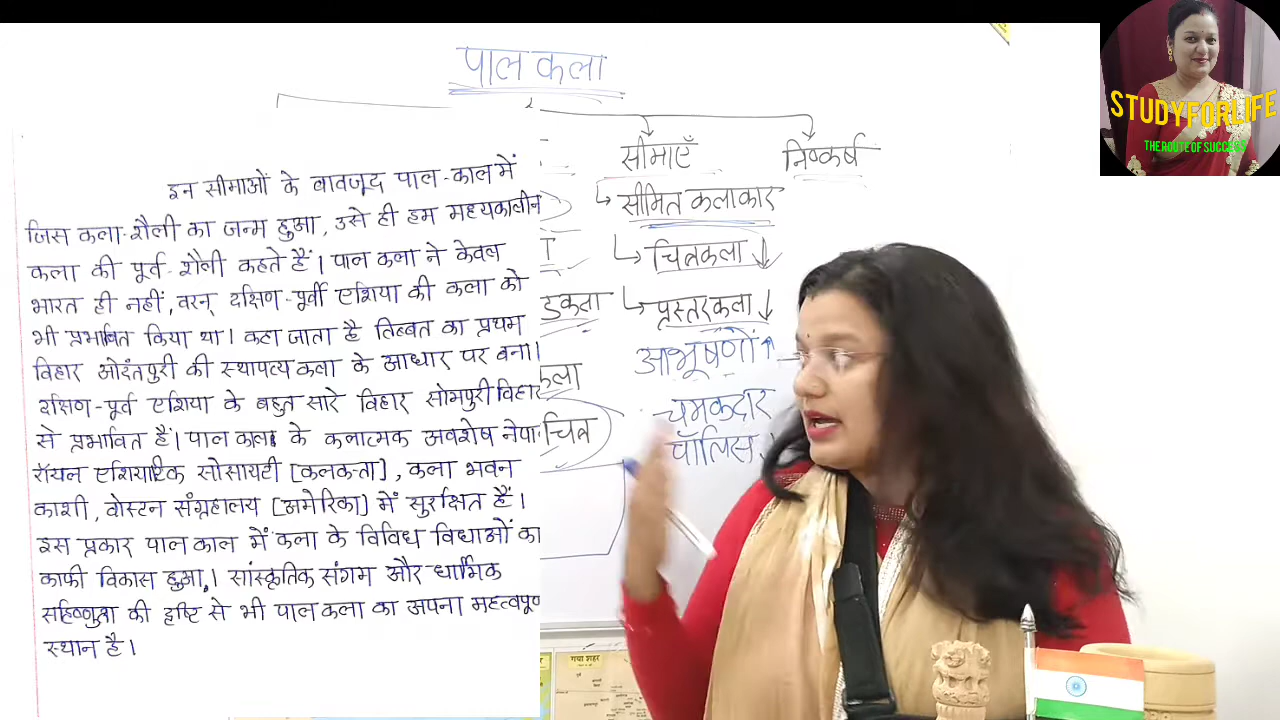 पाल कला
सीमाएँ
निष्कर्ष
सीमित कलाकार
चित्रकला ↓
प्रस्तरकला ↓
आभूषणों ↑
चमकदार
पॉलिस
डकला
कला
चित्र
इन सीमाओं के बावजूद पाल-काल में
जिस कला-शैली का जन्म हुआ, उसे ही हम मध्यकालीन
कला की पूर्व-शैली कहते हैं। पाल कला ने केवल
भारत ही नहीं, वरन् दक्षिण-पूर्वी एशिया की कला को
भी प्रभावित किया था। कहा जाता है तिब्बत का प्रथम
विहार ओदंतपुरी की स्थापत्य कला के आधार पर बना।
दक्षिण-पूर्व एशिया के बहुत सारे विहार सोमपुरी विहार
से प्रभावित हैं। पाल काल के कलात्मक अवशेष नेपा
रॉयल एशियाटिक सोसायटी [कलकत्ता], कला भवन
काशी, वोस्टन संग्रहालय [अमेरिका] में सुरक्षित हैं।
इस प्रकार पाल काल में कला के विविध विधाओं का
काफी विकास हुआ। सांस्कृतिक संगम और धार्मिक
सहिष्णुता की दृष्टि से भी पाल कला का अपना महत्वपूर्ण
स्थान है।
STUDYFORLIFE
THE ROUTE OF SUCCESS
गया शहर